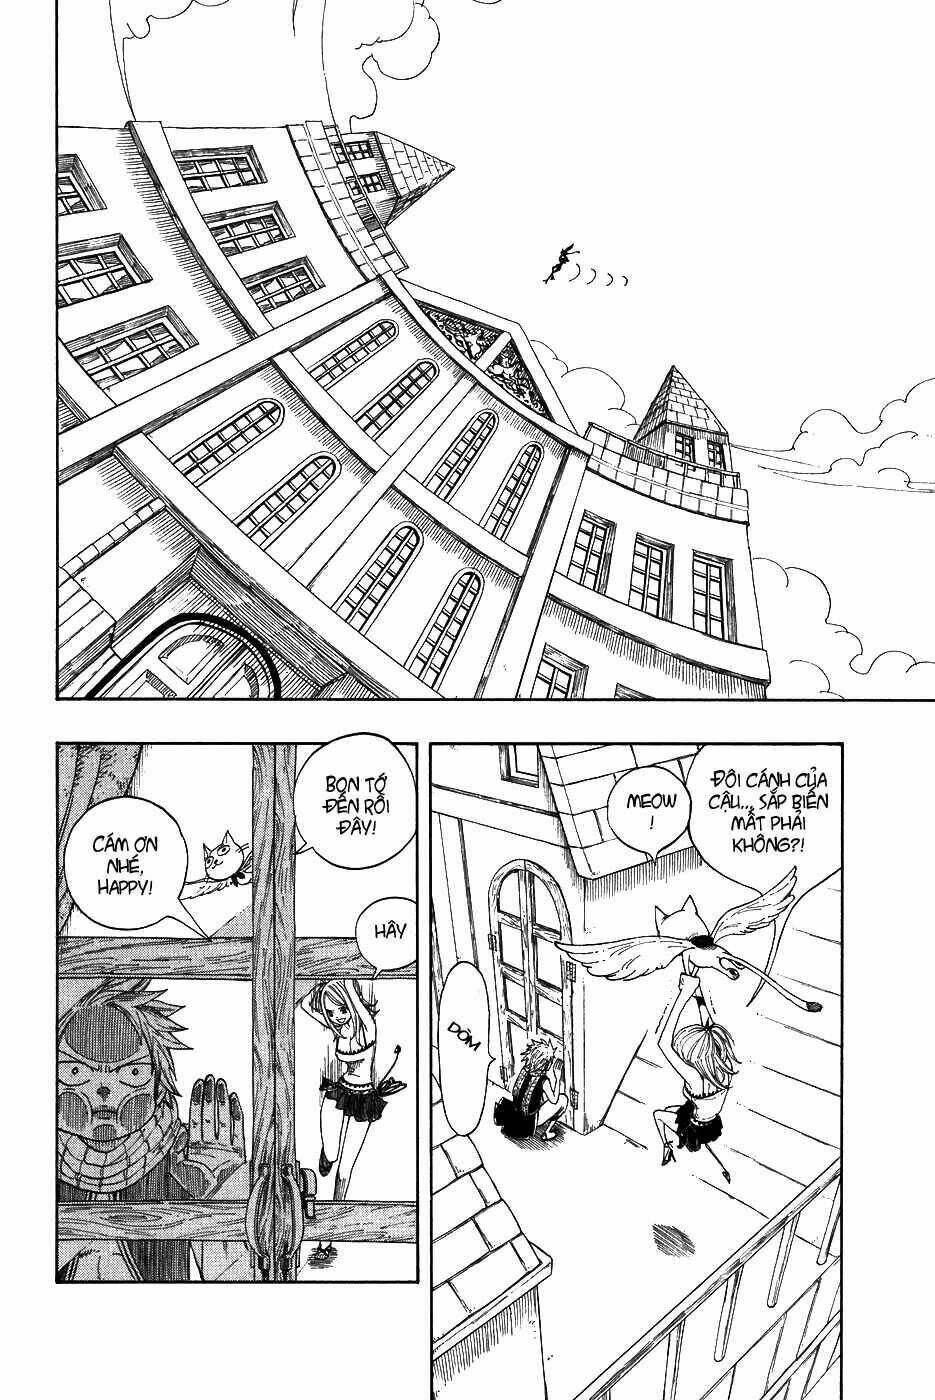 ĐÔI CÁNH CỦA
CẬU... SẮP BIẾN
MẤT PHẢI
KHÔNG?!
MEOW
!
DÒM
BỌN TỚ
ĐẾN RỒI
ĐÂY!
HÂY
CÁM ƠN
NHÉ,
HAPPY!